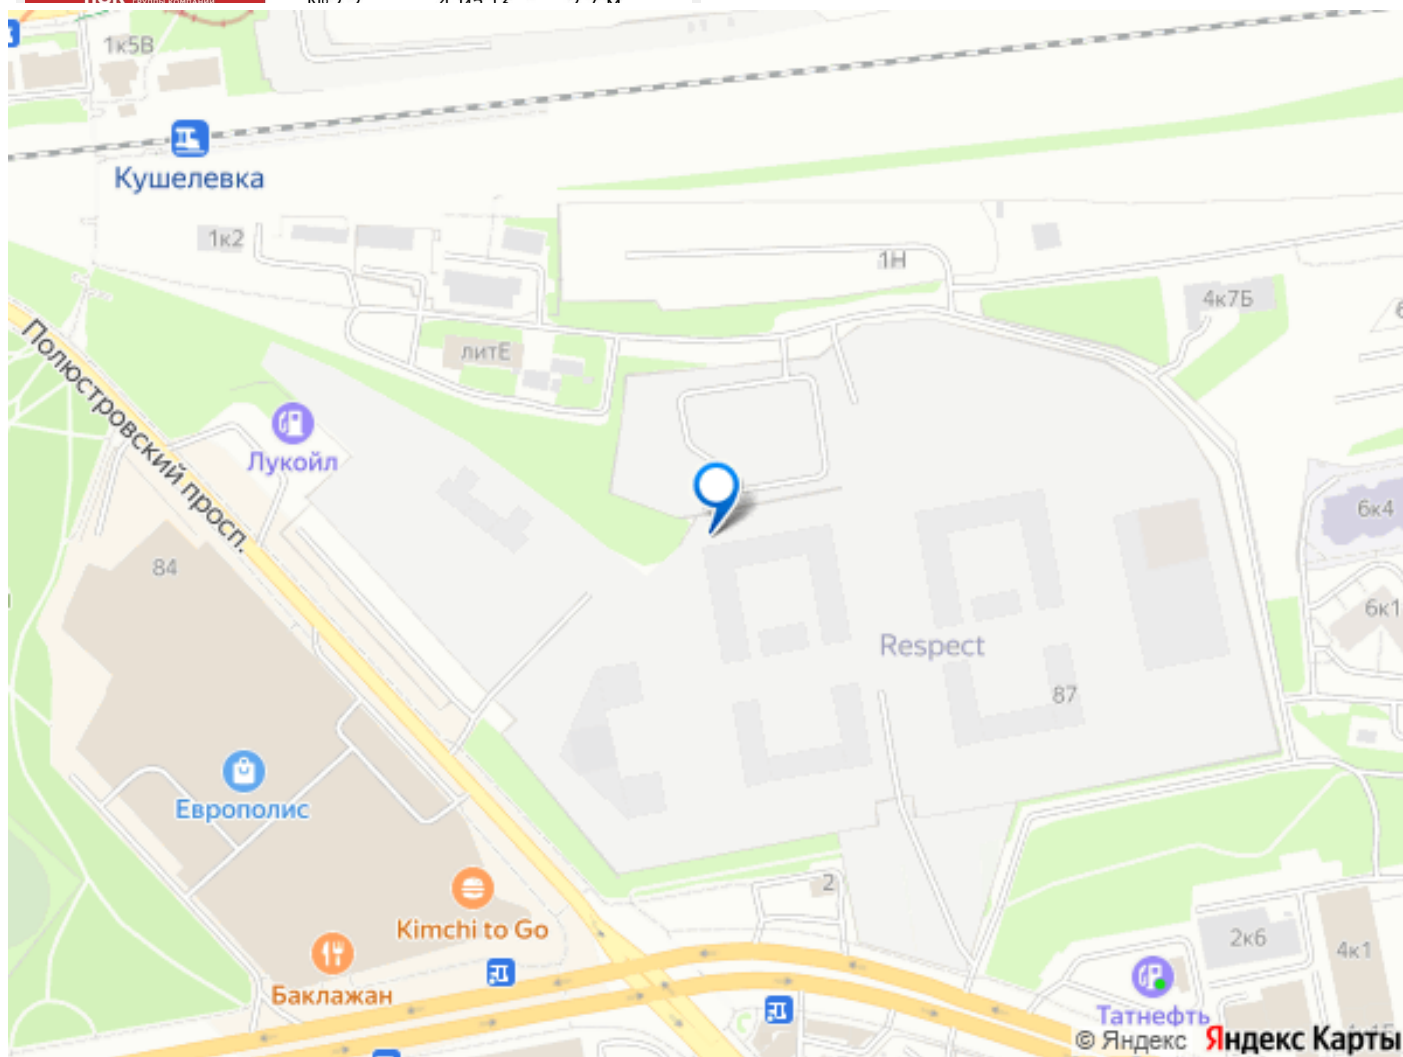 1к5В
Кушелевка
1к2
1Н
4к7Б
литЕ
Полюстровский просп.
Лукойл
6к4
84
6к1
Respect
87
Европолис
2
Kimchi to Go
2к6
4к1
Баклажан
Татнефть
© Яндекс Яндекс Карты